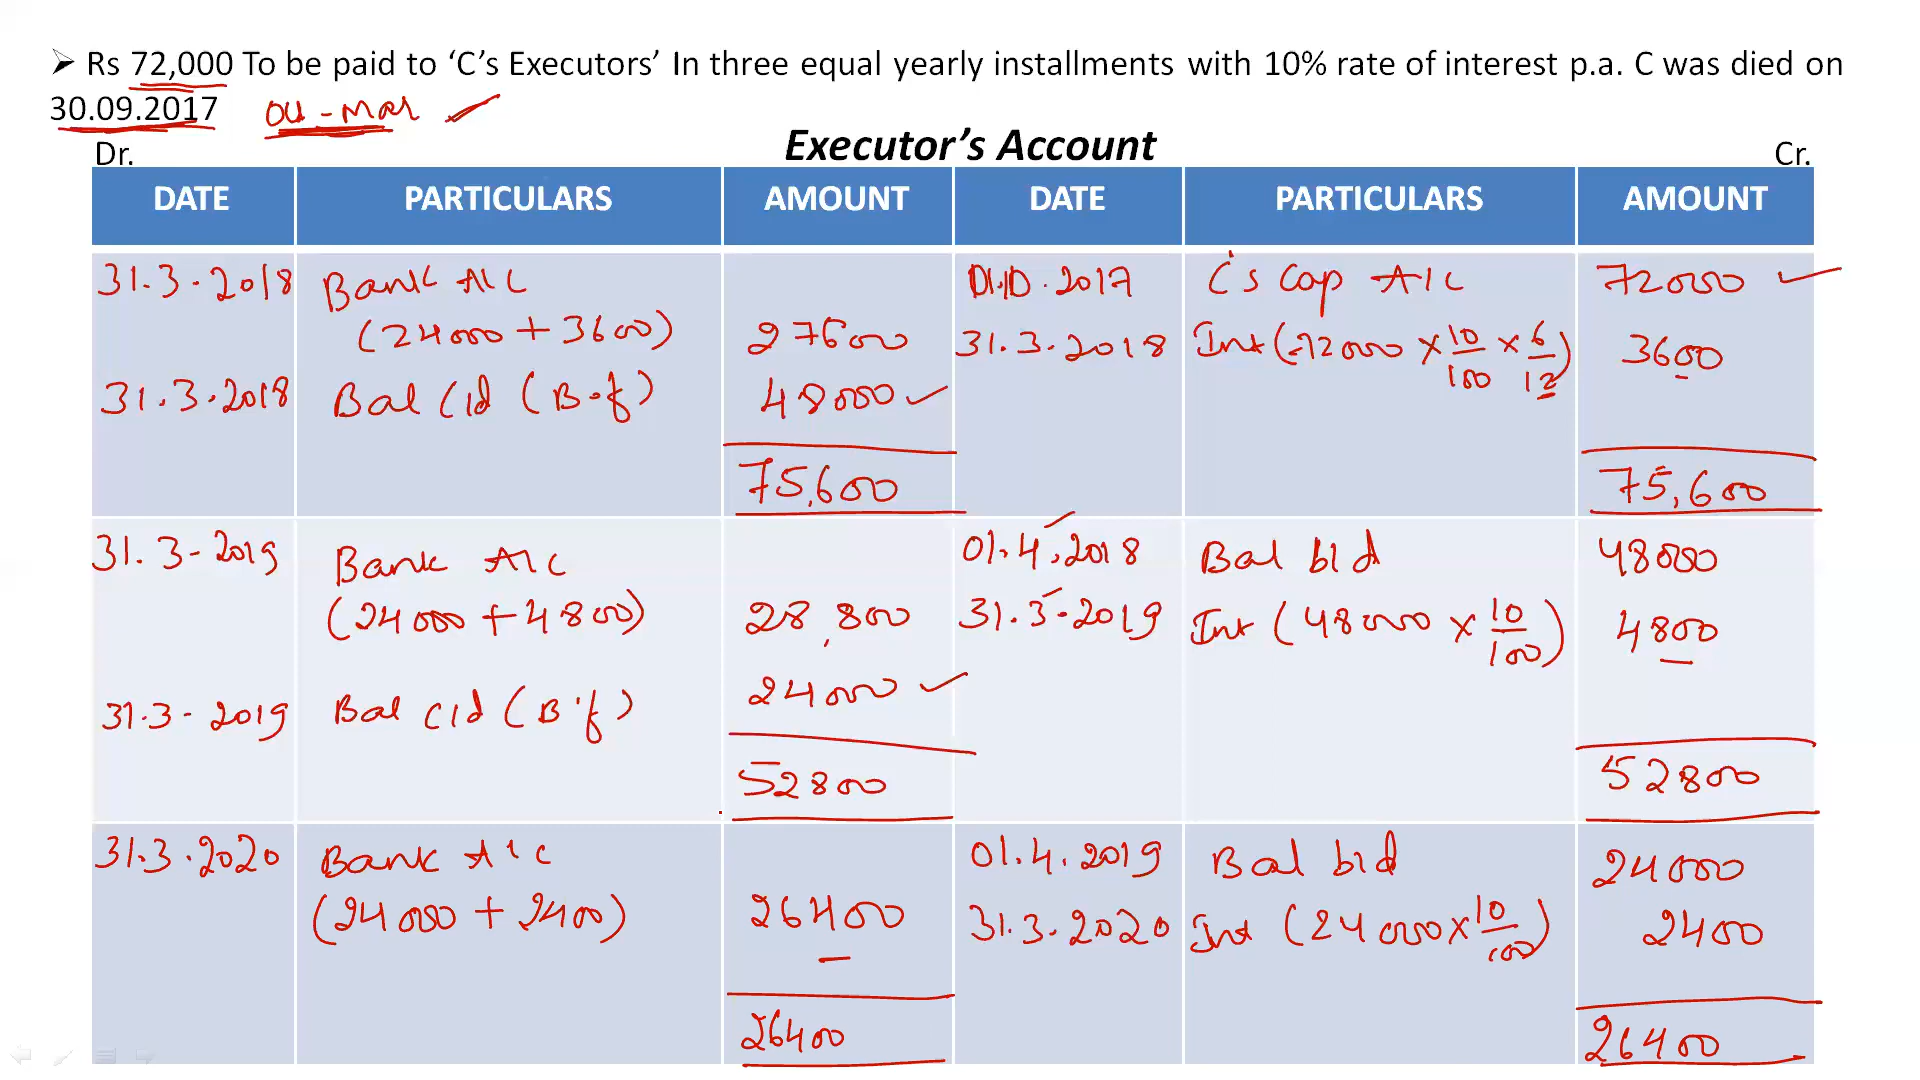 ➢ Rs 72,000 To be paid to ‘C’s Executors’ In three equal yearly installments with 10% rate of interest p.a. C was died on
30.09.2017 Oct - Mar ✓
Executor’s Account
Dr. Cr.
DATE PARTICULARS AMOUNT DATE PARTICULARS AMOUNT
31.3.2018 Bank A/C 01.10.2017 C's Cap A/C 72000 ✓
(24000 + 3600) 27600 31.3.2018 Int (72000 × 10/100 × 6/12) 3600
31.3.2018 Bal C/d (B.f) 48000 ✓
75,600 75,600
31.3-2019 Bank A/C 01.4.2018 Bal b/d 48000
(24000 + 4800) 28,800 31.3.2019 Int (48000 × 10/100) 4800
31.3-2019 Bal C/d (B.f) 24000 ✓
52800 52800
31.3.2020 Bank A/C 01.4.2019 Bal b/d 24000
(24000 + 2400) 26400 31.3.2020 Int (24000 × 10/100) 2400
26400 26400